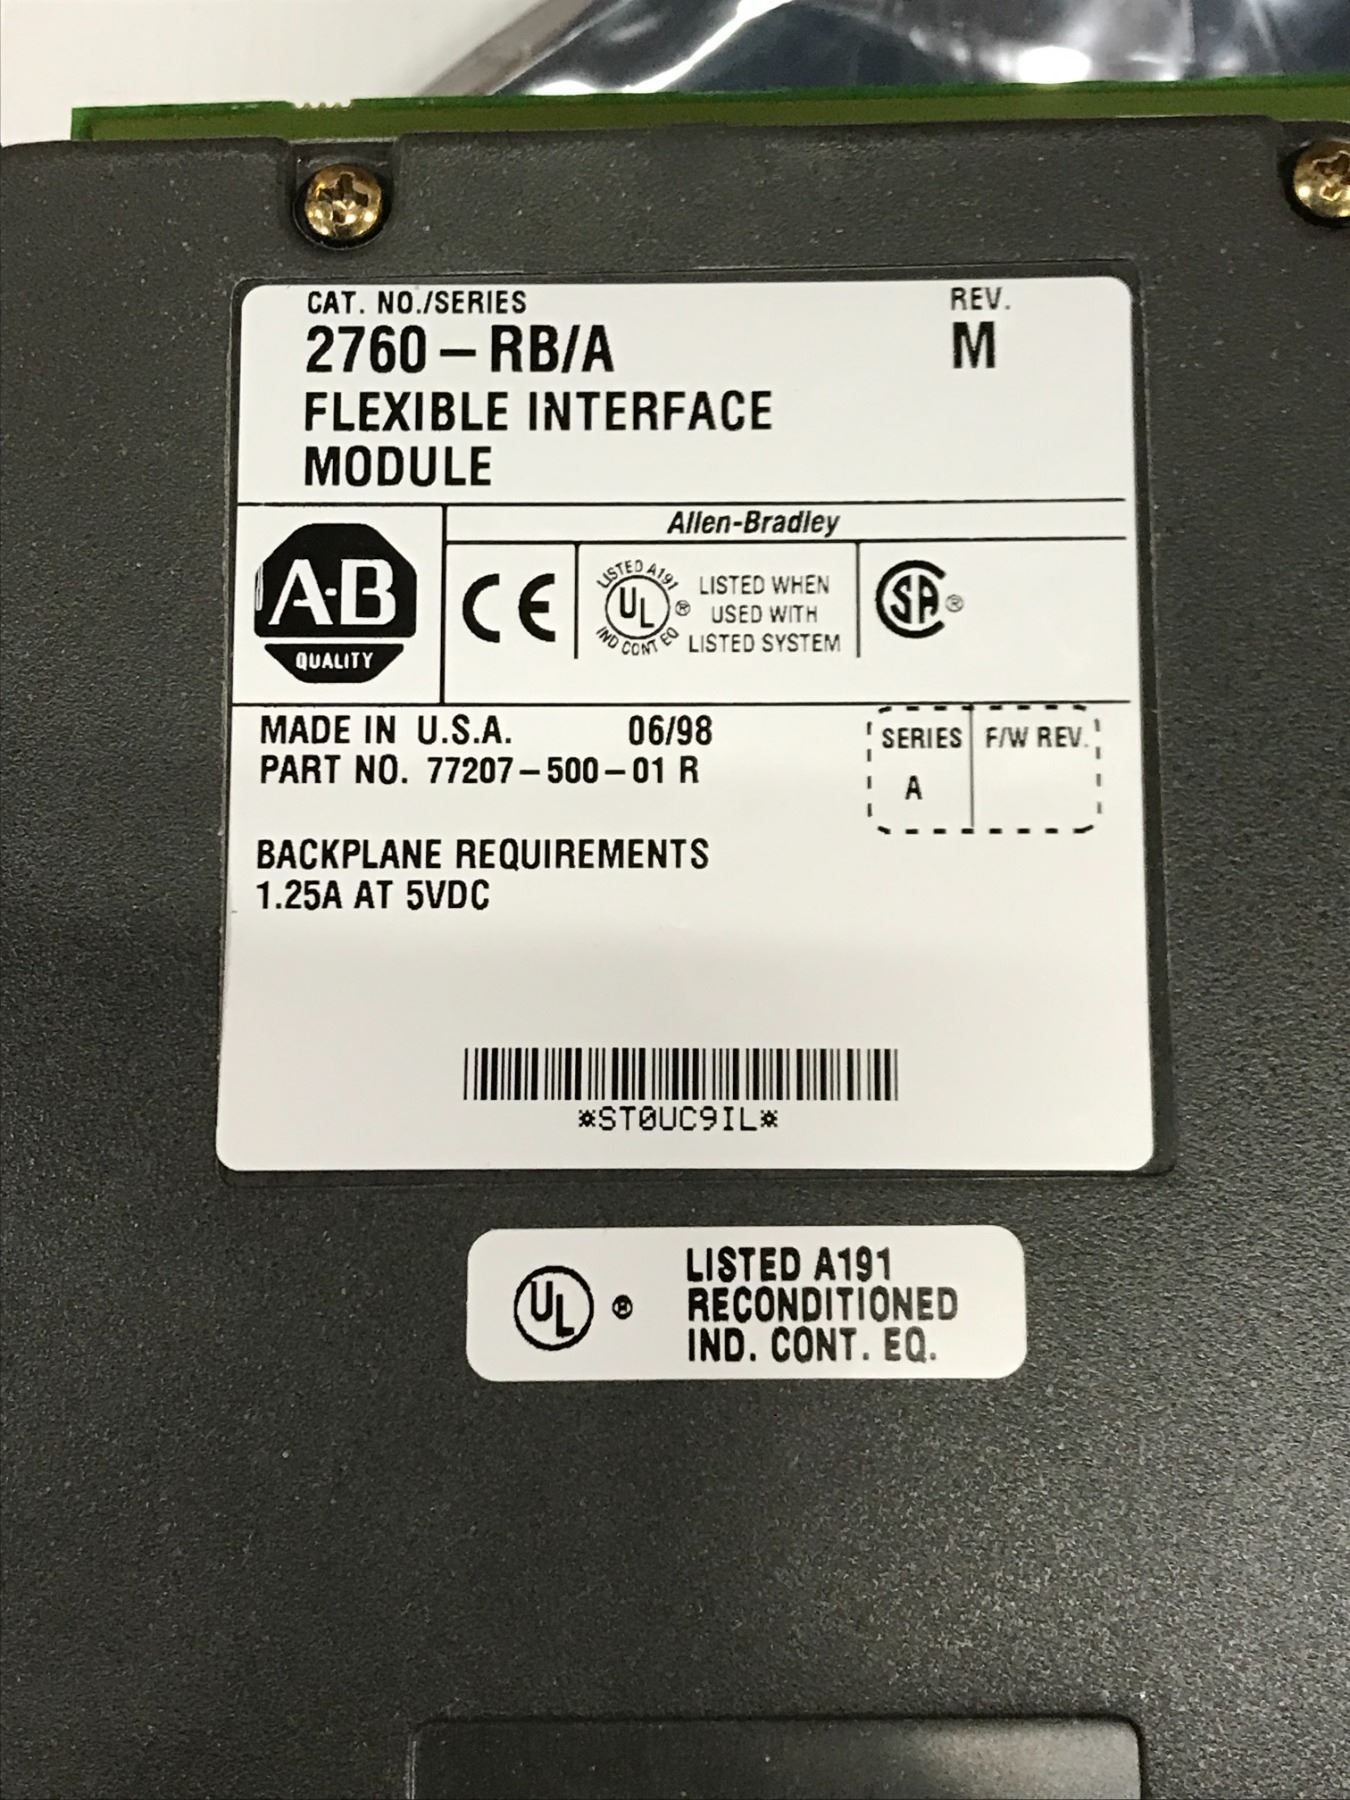 CAT. NO./SERIES REV.
2760 – RB/A M
FLEXIBLE INTERFACE
MODULE
Allen-Bradley
A-B
QUALITY
CE
LISTED A191
UL ®
IND CONT EQ
LISTED WHEN
USED WITH
LISTED SYSTEM
SA ®
MADE IN U.S.A. 06/98
PART NO. 77207–500–01 R
SERIES F/W REV.
A
BACKPLANE REQUIREMENTS
1.25A AT 5VDC
*ST0UC9IL*
UL ®
LISTED A191
RECONDITIONED
IND. CONT. EQ.